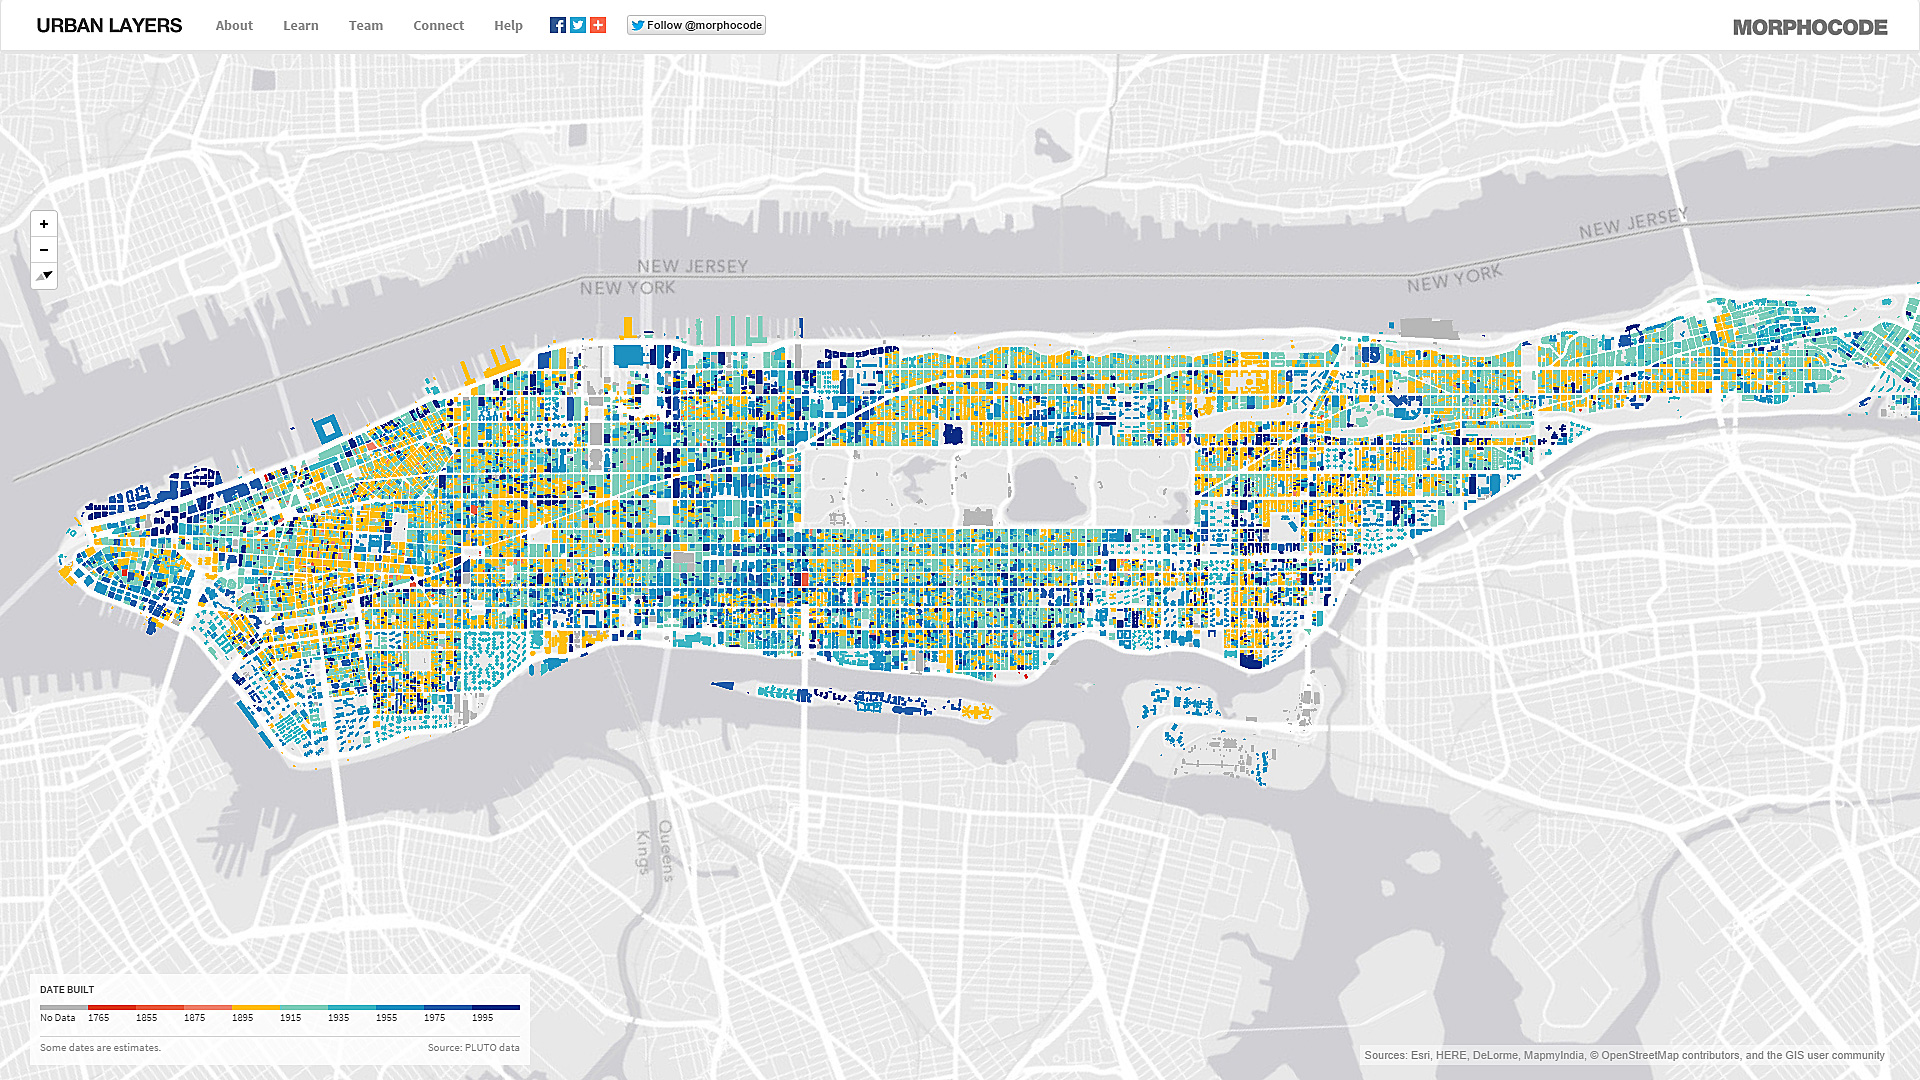 URBAN LAYERS
About
Learn
Team
Connect
Help
Follow @morphocode
MORPHOCODE
+
−
NEW JERSEY
NEW YORK
NEW JERSEY
NEW YORK
Queens
Kings
DATE BUILT
No Data 1765 1855 1875 1895 1915 1935 1955 1975 1995
Some dates are estimates.
Source: PLUTO data
Sources: Esri, HERE, DeLorme, MapmyIndia, © OpenStreetMap contributors, and the GIS user community